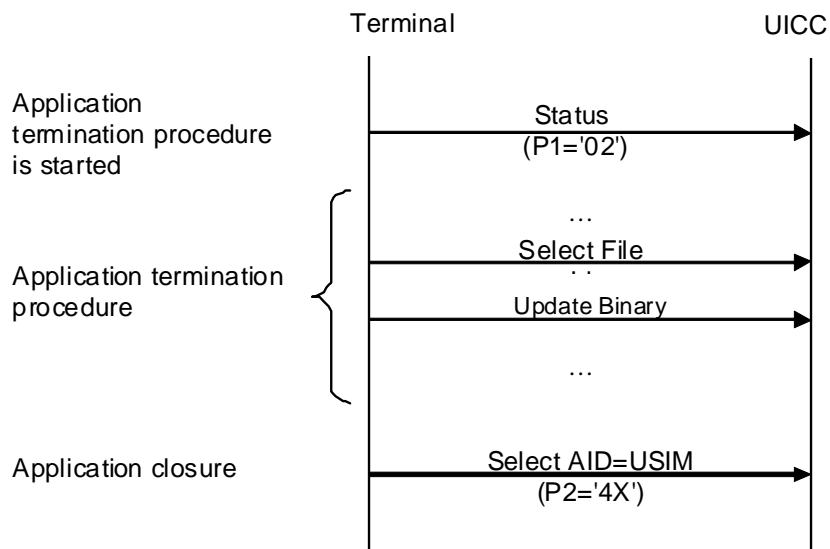 Terminal
UICC
Application
termination procedure
is started
Status
(P1='02')
...
Select File
. .
Application termination
procedure
Update Binary
...
Application closure
Select AID=USIM
(P2='4X')